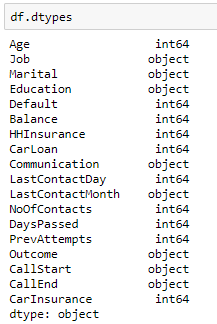 df.dtypes
Age int64
Job object
Marital object
Education object
Default int64
Balance int64
HHInsurance int64
CarLoan int64
Communication object
LastContactDay int64
LastContactMonth object
NoOfContacts int64
DaysPassed int64
PrevAttempts int64
Outcome object
CallStart object
CallEnd object
CarInsurance int64
dtype: object